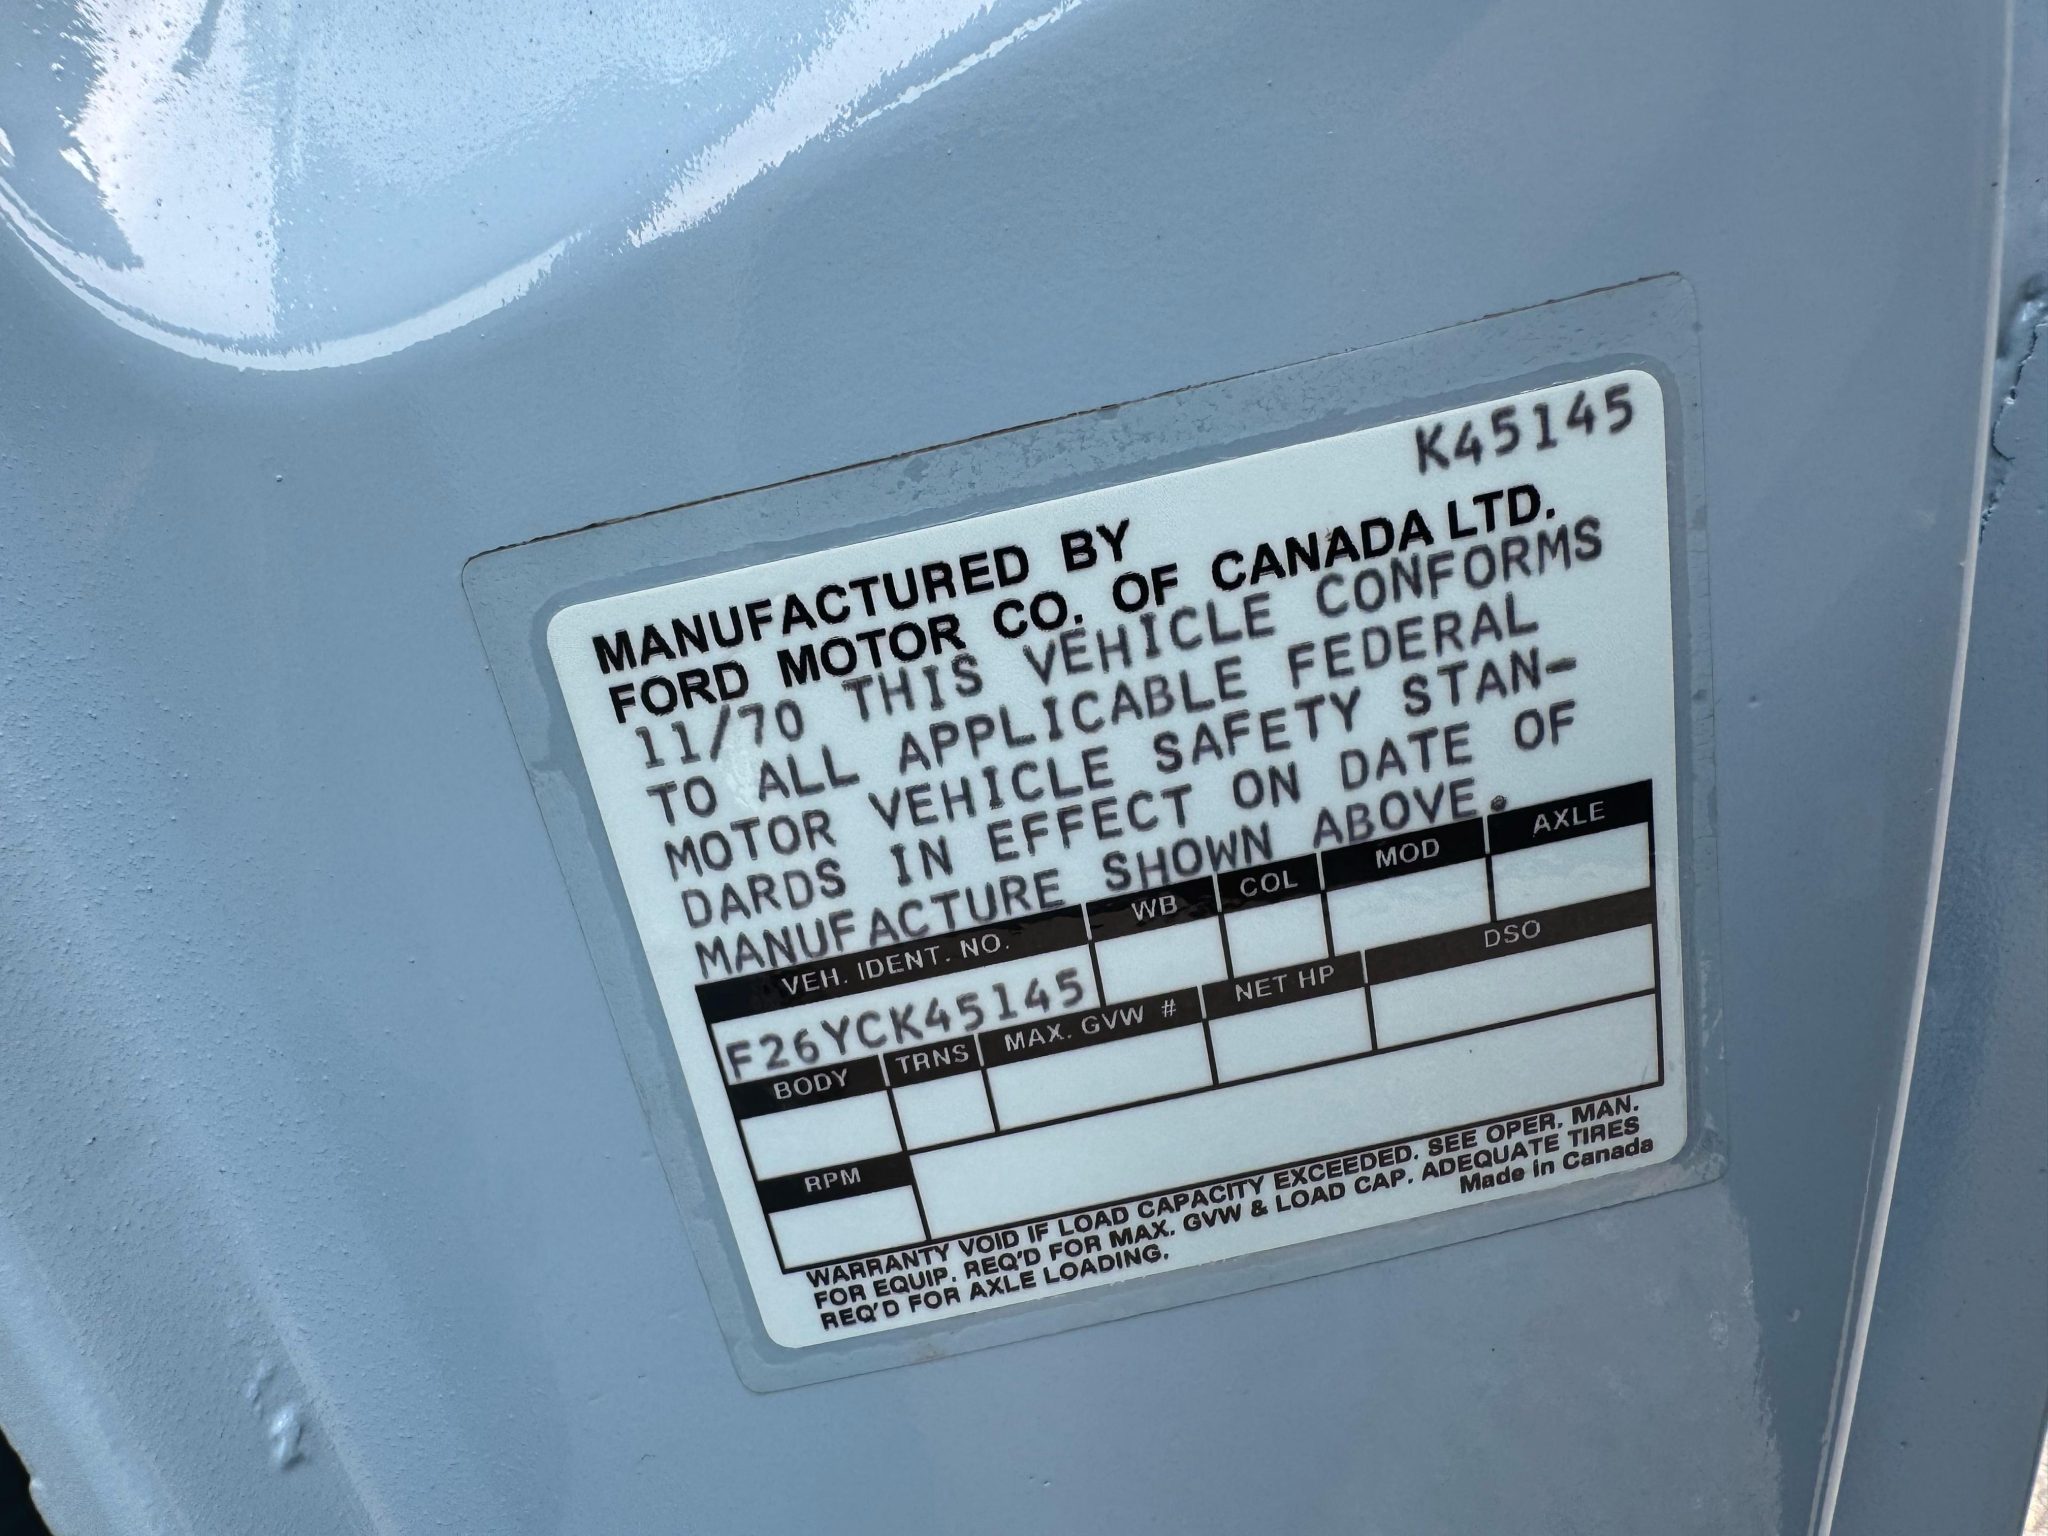 K45145
MANUFACTURED BY
FORD MOTOR CO. OF CANADA LTD.
11/70 THIS VEHICLE CONFORMS
TO ALL APPLICABLE FEDERAL
MOTOR VEHICLE SAFETY STAN-
DARDS IN EFFECT ON DATE OF
MANUFACTURE SHOWN ABOVE.
VEH. IDENT. NO. WB COL MOD AXLE
F26YCK45145
BODY TRNS MAX. GVW # NET HP DSO
RPM
WARRANTY VOID IF LOAD CAPACITY EXCEEDED. SEE OPER. MAN.
FOR EQUIP. REQ'D FOR MAX. GVW & LOAD CAP. ADEQUATE TIRES
REQ'D FOR AXLE LOADING.
Made in Canada